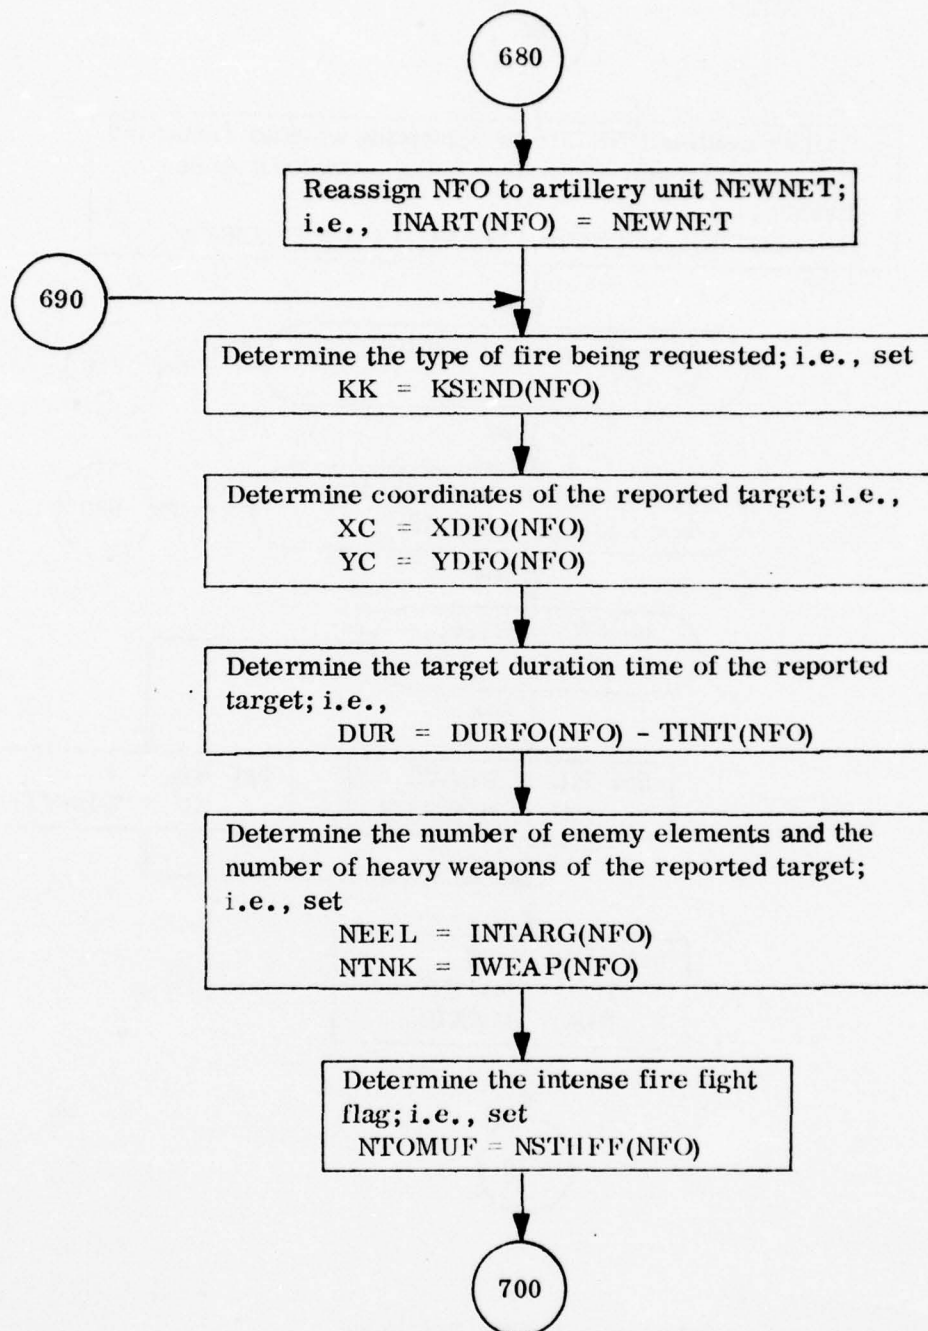 680
Reassign NFO to artillery unit NEWNET;
i.e., INART(NFO) = NEWNET
690
Determine the type of fire being requested; i.e., set
KK = KSEND(NFO)
Determine coordinates of the reported target; i.e.,
XC = XDFO(NFO)
YC = YDFO(NFO)
Determine the target duration time of the reported
target; i.e.,
DUR = DURFO(NFO) - TINIT(NFO)
Determine the number of enemy elements and the
number of heavy weapons of the reported target;
i.e., set
NEEL = INTARG(NFO)
NTNK = IWEAP(NFO)
Determine the intense fire fight
flag; i.e., set
NTOMUF = NSTHFF(NFO)
700